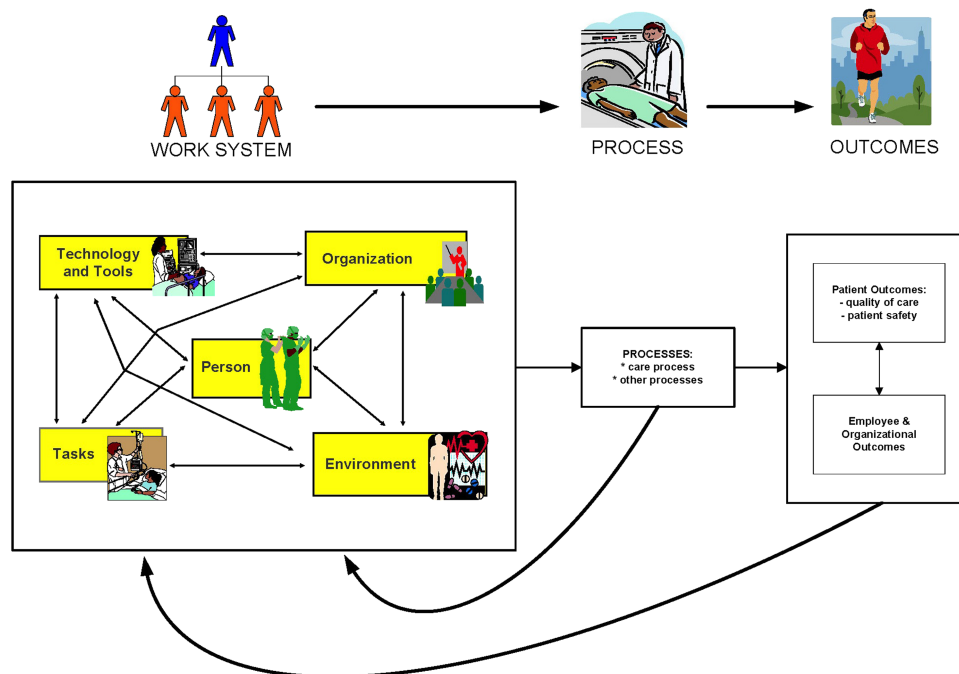 WORK SYSTEM
PROCESS
OUTCOMES
Technology
and Tools
Organization
Person
Tasks
Environment
PROCESSES:
* care process
* other processes
Patient Outcomes:
- quality of care
- patient safety
Employee &
Organizational
Outcomes